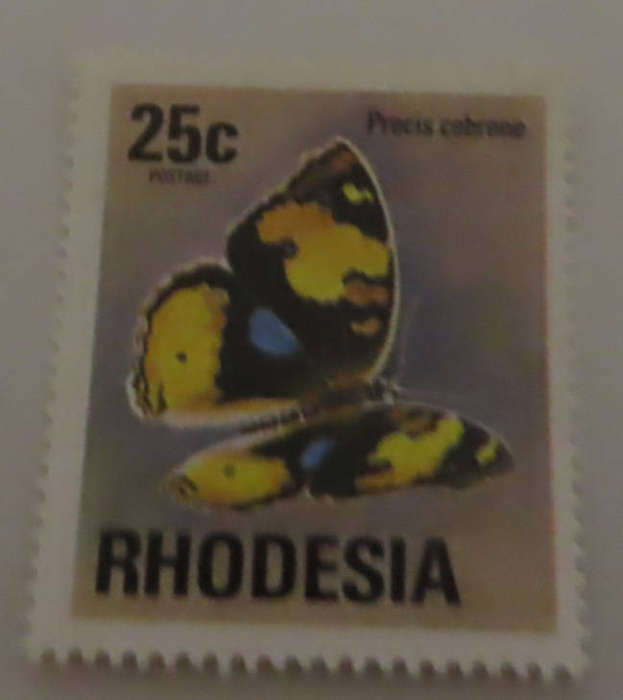 25c
Precis cebrene
POSTAGE
RHODESIA